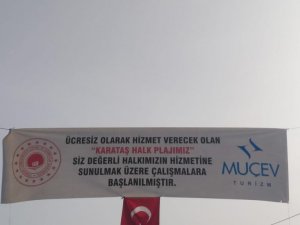 ÜCRESİZ OLARAK HİZMET VERECEK OLAN
"KARATAŞ HALK PLAJIMIZ"
SİZ DEĞERLİ HALKIMIZIN HİZMETİNE
SUNULMAK ÜZERE ÇALIŞMALARA
BAŞLANILMIŞTIR.
MUÇEV
TURİZM